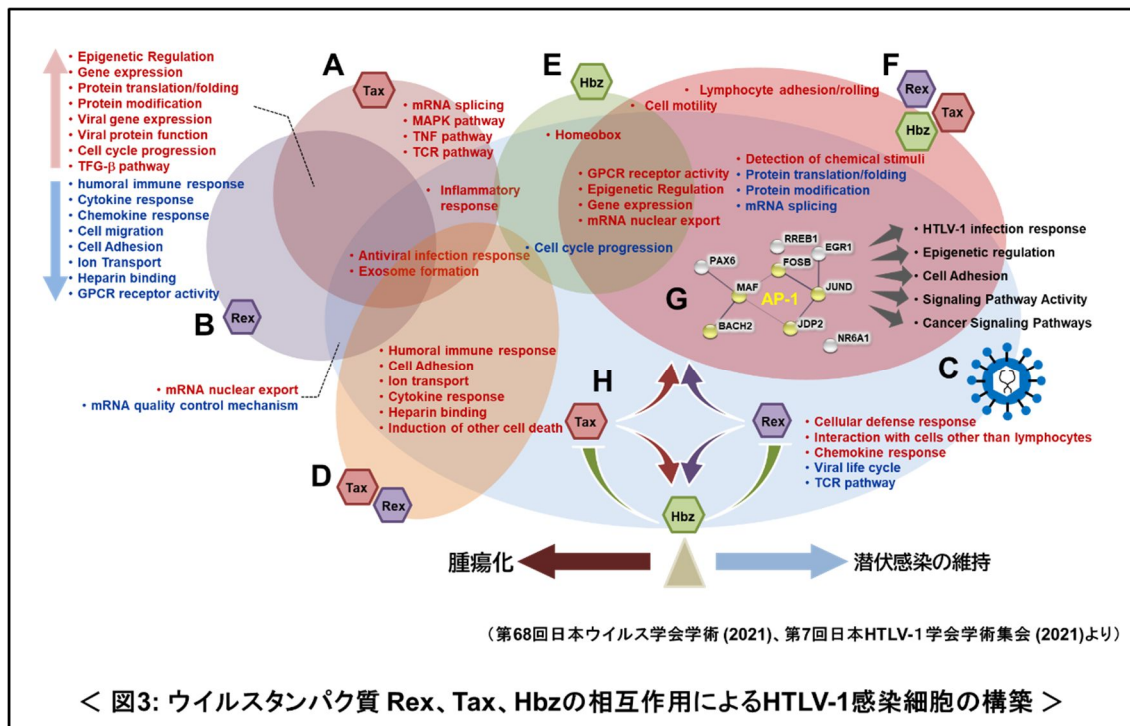 • Epigenetic Regulation
• Gene expression
• Protein translation/folding
• Protein modification
• Viral gene expression
• Viral protein function
• Cell cycle progression
• TFG-β pathway
• humoral immune response
• Cytokine response
• Chemokine response
• Cell migration
• Cell Adhesion
• Ion Transport
• Heparin binding
• GPCR receptor activity
A
Tax
• mRNA splicing
• MAPK pathway
• TNF pathway
• TCR pathway
• Inflammatory
response
B
Rex
• Antiviral infection response
• Exosome formation
• mRNA nuclear export
• mRNA quality control mechanism
• Humoral immune response
• Cell Adhesion
• Ion transport
• Cytokine response
• Heparin binding
• Induction of other cell death
D
Tax
Rex
E
Hbz
• Homeobox
• Cell motility
• Lymphocyte adhesion/rolling
F
Rex
Tax
Hbz
• GPCR receptor activity
• Epigenetic Regulation
• Gene expression
• mRNA nuclear export
• Cell cycle progression
• Detection of chemical stimuli
• Protein translation/folding
• Protein modification
• mRNA splicing
G
RREB1
EGR1
PAX6
FOSB
MAF
AP-1
JUND
BACH2
JDP2
NR6A1
• HTLV-1 infection response
• Epigenetic regulation
• Cell Adhesion
• Signaling Pathway Activity
• Cancer Signaling Pathways
C
H
Tax
Rex
Hbz
• Cellular defense response
• Interaction with cells other than lymphocytes
• Chemokine response
• Viral life cycle
• TCR pathway
腫瘍化
潜伏感染の維持
（第68回日本ウイルス学会学術 (2021)、第7回日本HTLV-1学会学術集会 (2021)より）
＜ 図3: ウイルスタンパク質 Rex、Tax、Hbzの相互作用によるHTLV-1感染細胞の構築 ＞